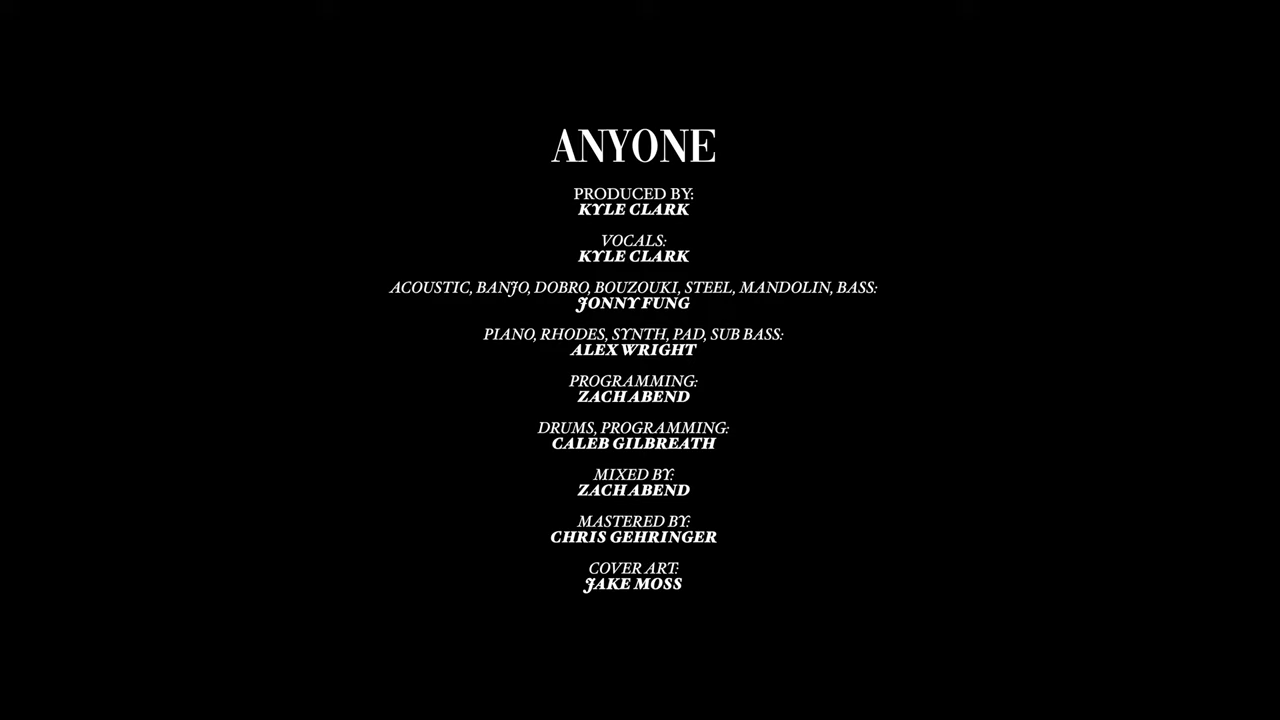 ANYONE
PRODUCED BY:
KYLE CLARK
VOCALS:
KYLE CLARK
ACOUSTIC, BANJO, DOBRO, BOUZOUKI, STEEL, MANDOLIN, BASS:
JONNY FUNG
PIANO, RHODES, SYNTH, PAD, SUB BASS:
ALEX WRIGHT
PROGRAMMING:
ZACH ABEND
DRUMS, PROGRAMMING:
CALEB GILBREATH
MIXED BY:
ZACH ABEND
MASTERED BY:
CHRIS GEHRINGER
COVER ART:
JAKE MOSS